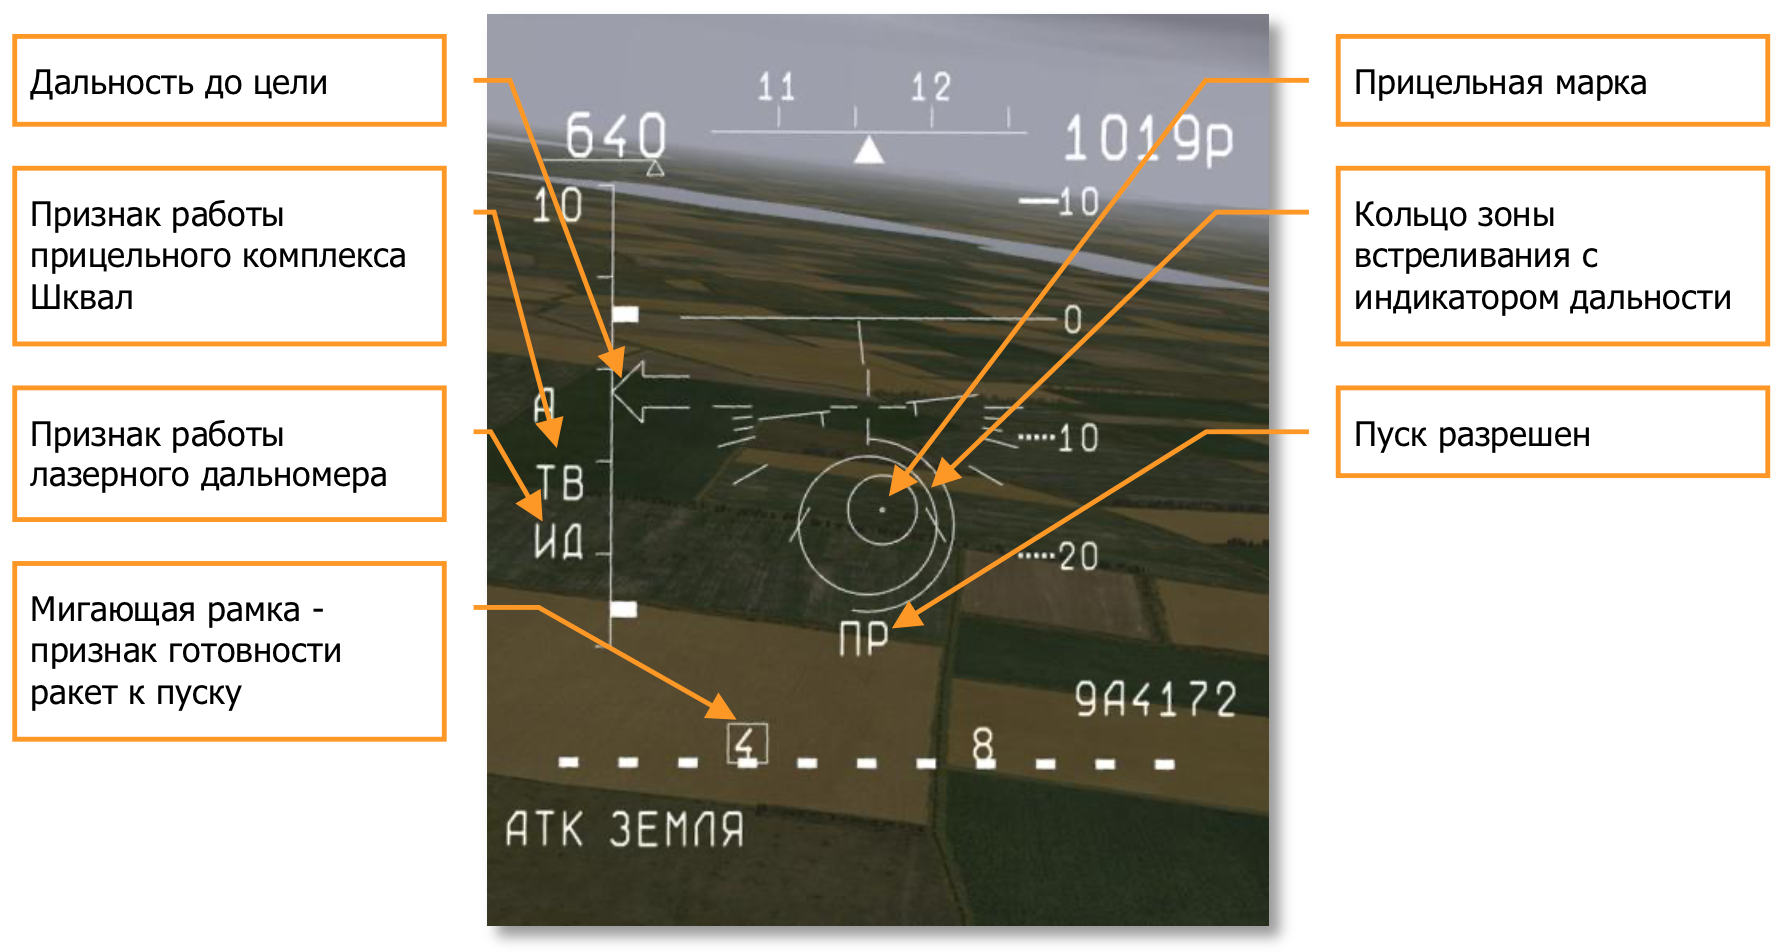 Дальность до цели
Признак работы
прицельного комплекса
Шквал
Признак работы
лазерного дальномера
Мигающая рамка -
признак готовности
ракет к пуску
11 12
640 1019р
10 10
0
А
10
ТВ
ИД
20
ПР
9А4172
4 8
АТК ЗЕМЛЯ
Прицельная марка
Кольцо зоны
встреливания с
индикатором дальности
Пуск разрешен